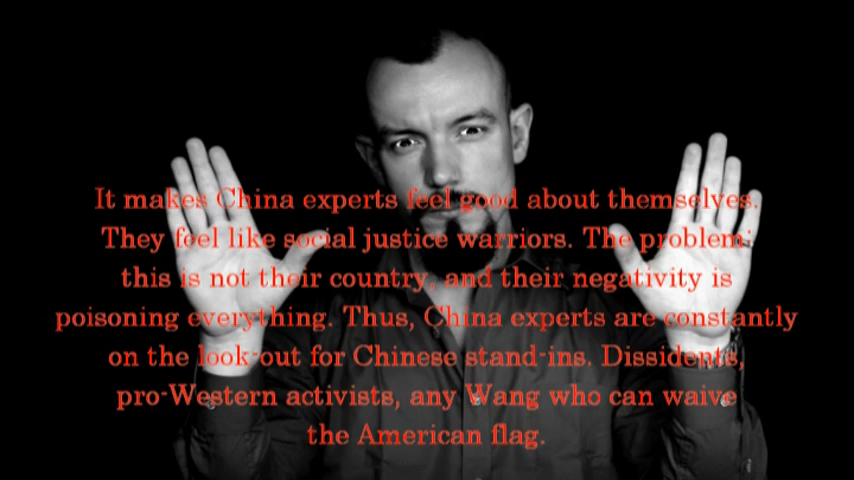 It makes China experts feel good about themselves.
They feel like social justice warriors. The problem:
this is not their country, and their negativity is
poisoning everything. Thus, China experts are constantly
on the look-out for Chinese stand-ins. Dissidents,
pro-Western activists, any Wang who can waive
the American flag.